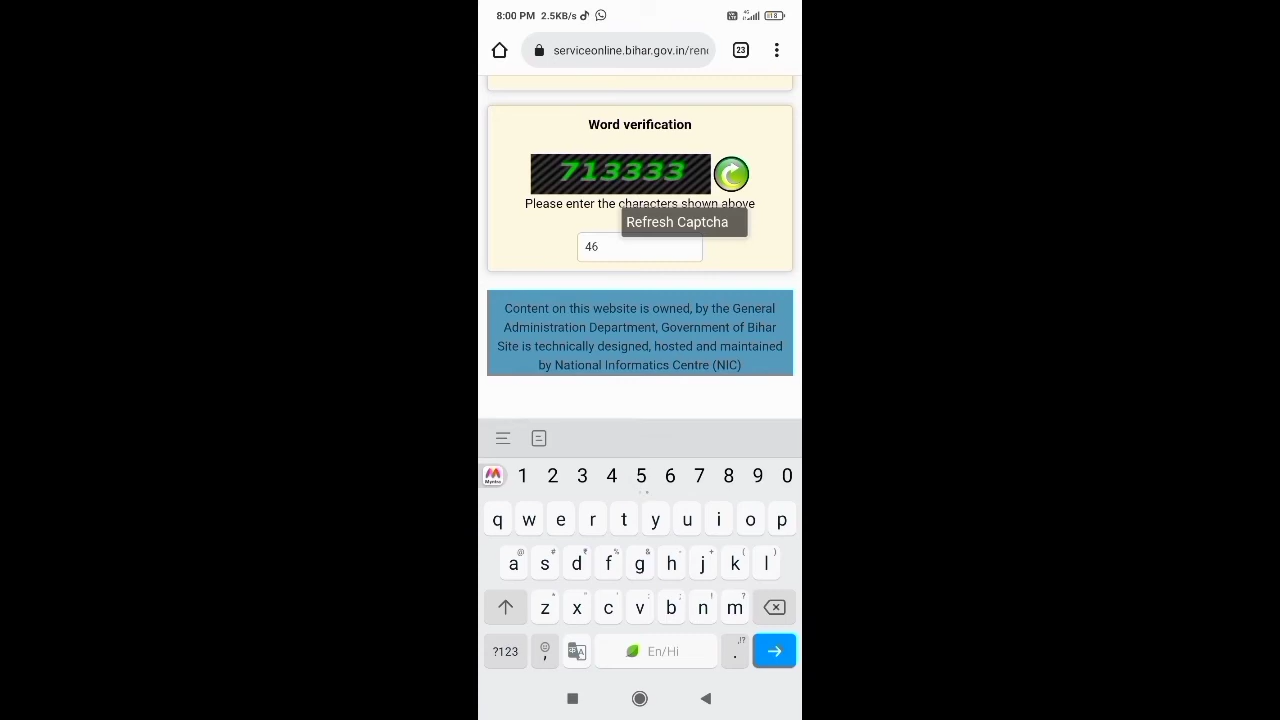 8:00 PM 2.5KB/s 4G 18
serviceonline.bihar.gov.in/ren 23
Word verification
713333
Please enter the characters shown above
Refresh Captcha
46
Content on this website is owned, by the General
Administration Department, Government of Bihar
Site is technically designed, hosted and maintained
by National Informatics Centre (NIC)
Myntra 1 2 3 4 5 6 7 8 9 0
q w e r t y u i o p
@ # ₹ % & - + ( )
a s d f g h j k l
* " ' : ; ! ?
z x c v b n m
,!?
?123 , En/Hi .